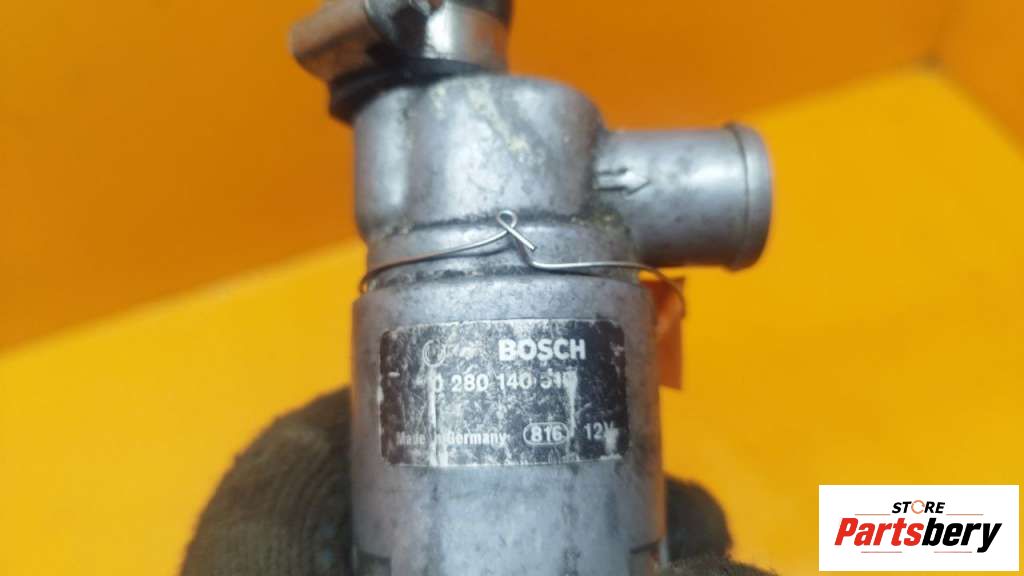 BOSCH
0 280 140
Made in Germany 816 12V
STORE
Partsbery